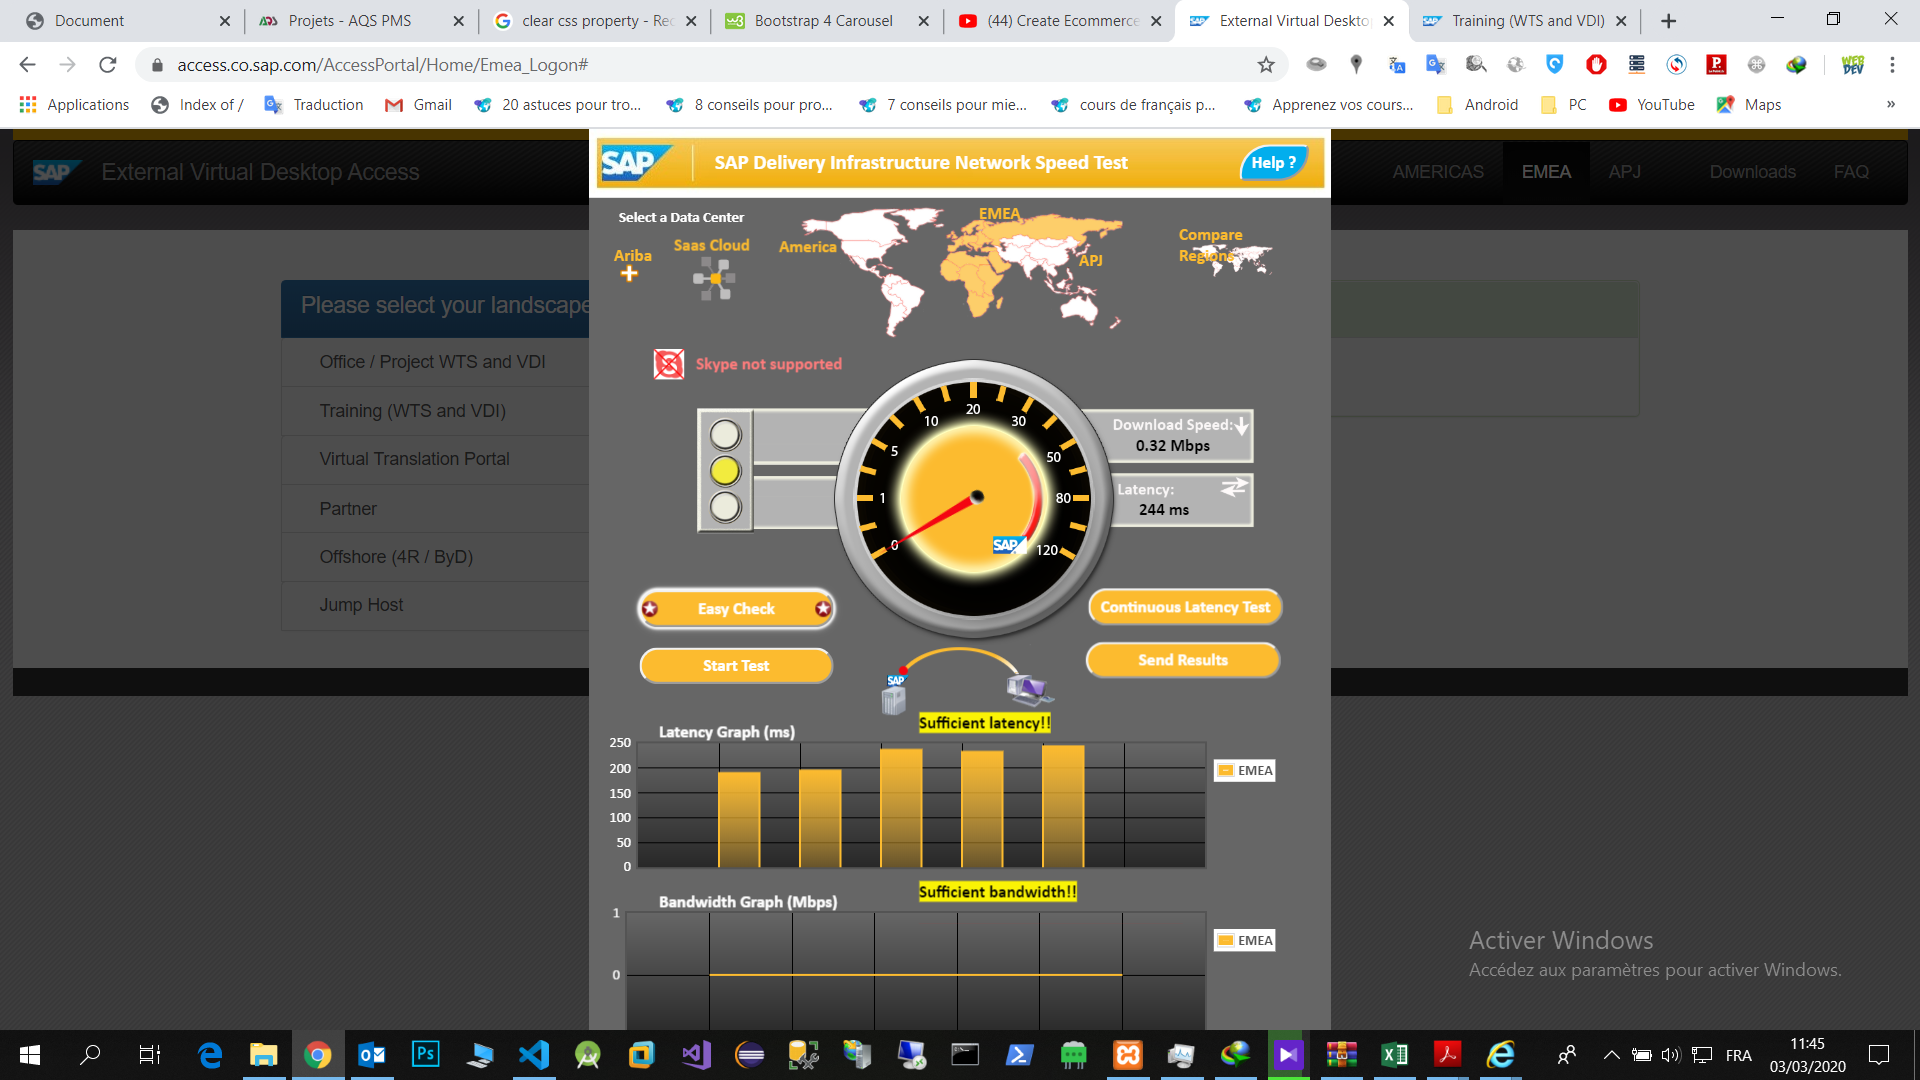 Document
Projets - AQS PMS
clear css property - Rec
Bootstrap 4 Carousel
(44) Create Ecommerce
External Virtual Deskto
Training (WTS and VDI)
access.co.sap.com/AccessPortal/Home/Emea_Logon#
Applications
Index of /
Traduction
Gmail
20 astuces pour tro...
8 conseils pour pro...
7 conseils pour mie...
cours de français p...
Apprenez vos cours...
Android
PC
YouTube
Maps
»
SAP
External Virtual Desktop Access
AMERICAS
EMEA
APJ
Downloads
FAQ
SAP
SAP Delivery Infrastructure Network Speed Test
Help ?
Select a Data Center
Ariba
Saas Cloud
America
EMEA
APJ
Compare
Regions
Please select your landscape
Office / Project WTS and VDI
Training (WTS and VDI)
Virtual Translation Portal
Partner
Offshore (4R / ByD)
Jump Host
Skype not supported
0
1
5
10
20
30
50
80
120
SAP
Download Speed:
0.32 Mbps
Latency:
244 ms
Easy Check
Continuous Latency Test
Start Test
Send Results
SAP
Sufficient latency!!
Latency Graph (ms)
250
200
150
100
50
0
EMEA
Sufficient bandwidth!!
Bandwidth Graph (Mbps)
1
0
EMEA
Activer Windows
Accédez aux paramètres pour activer Windows.
Ps
FRA
11:45
03/03/2020